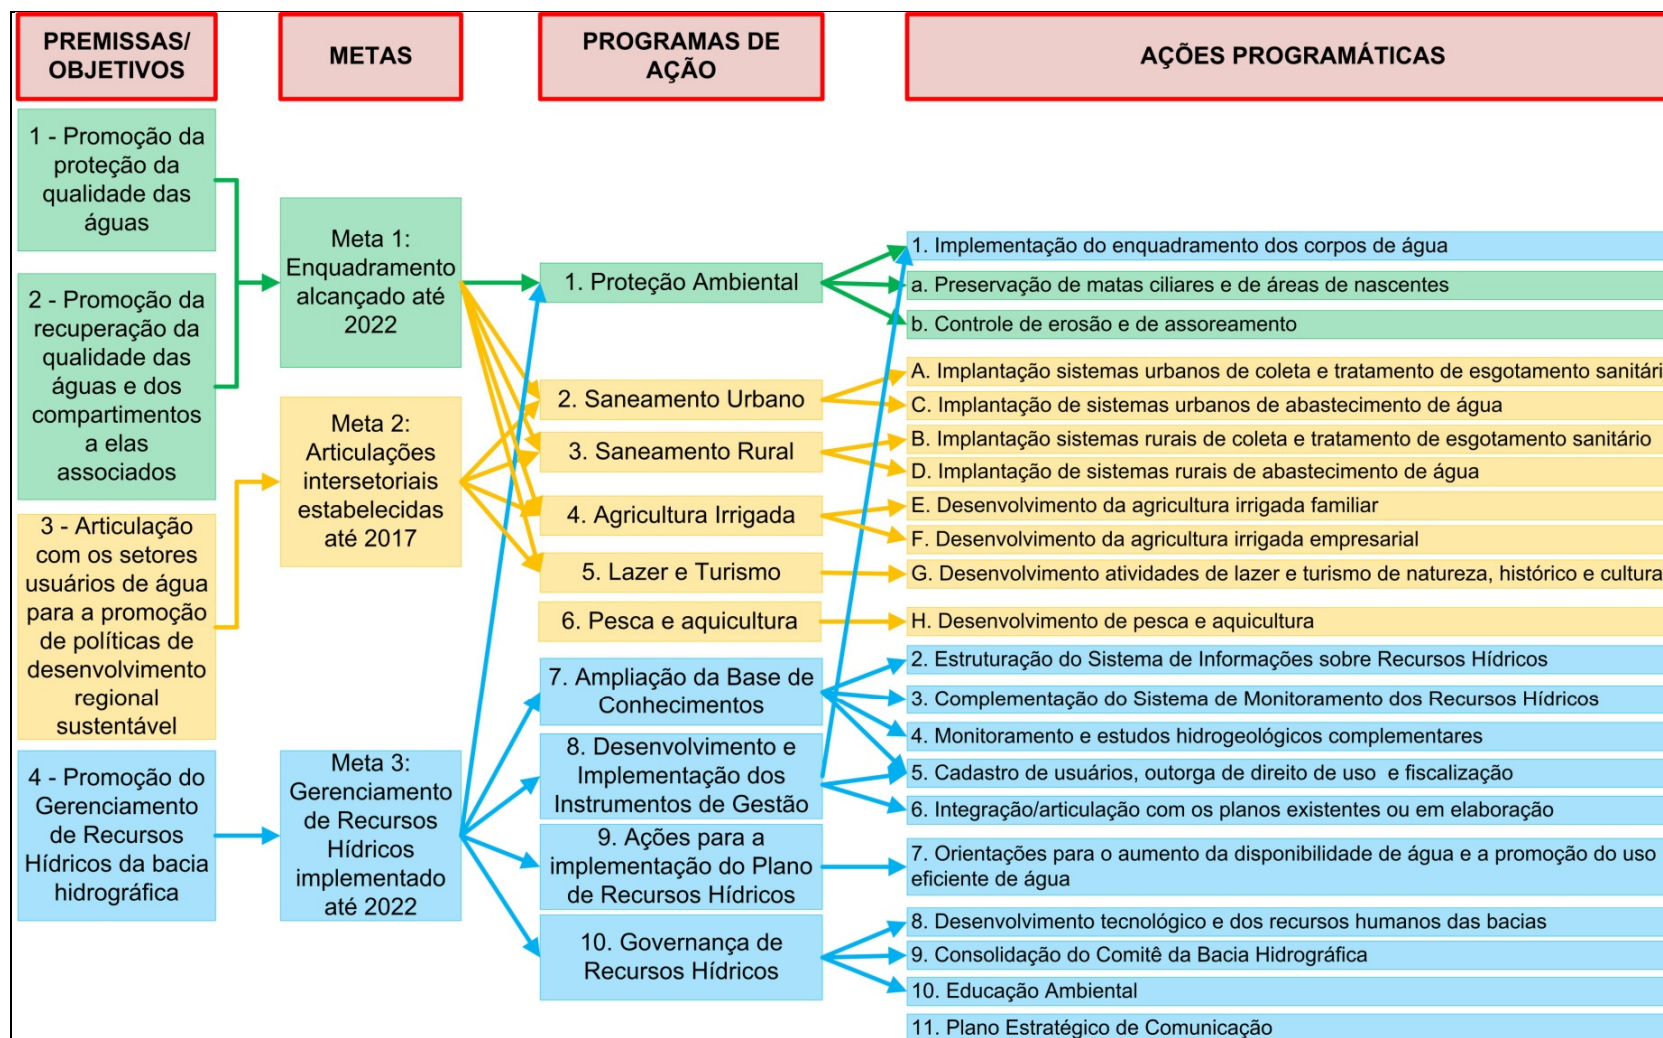 PREMISSAS/
OBJETIVOS
METAS
PROGRAMAS DE
AÇÃO
AÇÕES PROGRAMÁTICAS
1 - Promoção da
proteção da
qualidade das
águas
2 - Promoção da
recuperação da
qualidade das
águas e dos
compartimentos
a elas
associados
3 - Articulação
com os setores
usuários de água
para a promoção
de políticas de
desenvolvimento
regional
sustentável
4 - Promoção do
Gerenciamento
de Recursos
Hídricos da bacia
hidrográfica
Meta 1:
Enquadramento
alcançado até
2022
Meta 2:
Articulações
intersetoriais
estabelecidas
até 2017
Meta 3:
Gerenciamento
de Recursos
Hídricos
implementado
até 2022
1. Proteção Ambiental
2. Saneamento Urbano
3. Saneamento Rural
4. Agricultura Irrigada
5. Lazer e Turismo
6. Pesca e aquicultura
7. Ampliação da Base de
Conhecimentos
8. Desenvolvimento e
Implementação dos
Instrumentos de Gestão
9. Ações para a
implementação do Plano
de Recursos Hídricos
10. Governança de
Recursos Hídricos
1. Implementação do enquadramento dos corpos de água
a. Preservação de matas ciliares e de áreas de nascentes
b. Controle de erosão e de assoreamento
A. Implantação sistemas urbanos de coleta e tratamento de esgotamento sanitári
C. Implantação de sistemas urbanos de abastecimento de água
B. Implantação sistemas rurais de coleta e tratamento de esgotamento sanitário
D. Implantação de sistemas rurais de abastecimento de água
E. Desenvolvimento da agricultura irrigada familiar
F. Desenvolvimento da agricultura irrigada empresarial
G. Desenvolvimento atividades de lazer e turismo de natureza, histórico e cultura
H. Desenvolvimento de pesca e aquicultura
2. Estruturação do Sistema de Informações sobre Recursos Hídricos
3. Complementação do Sistema de Monitoramento dos Recursos Hídricos
4. Monitoramento e estudos hidrogeológicos complementares
5. Cadastro de usuários, outorga de direito de uso e fiscalização
6. Integração/articulação com os planos existentes ou em elaboração
7. Orientações para o aumento da disponibilidade de água e a promoção do uso
eficiente de água
8. Desenvolvimento tecnológico e dos recursos humanos das bacias
9. Consolidação do Comitê da Bacia Hidrográfica
10. Educação Ambiental
11. Plano Estratégico de Comunicação